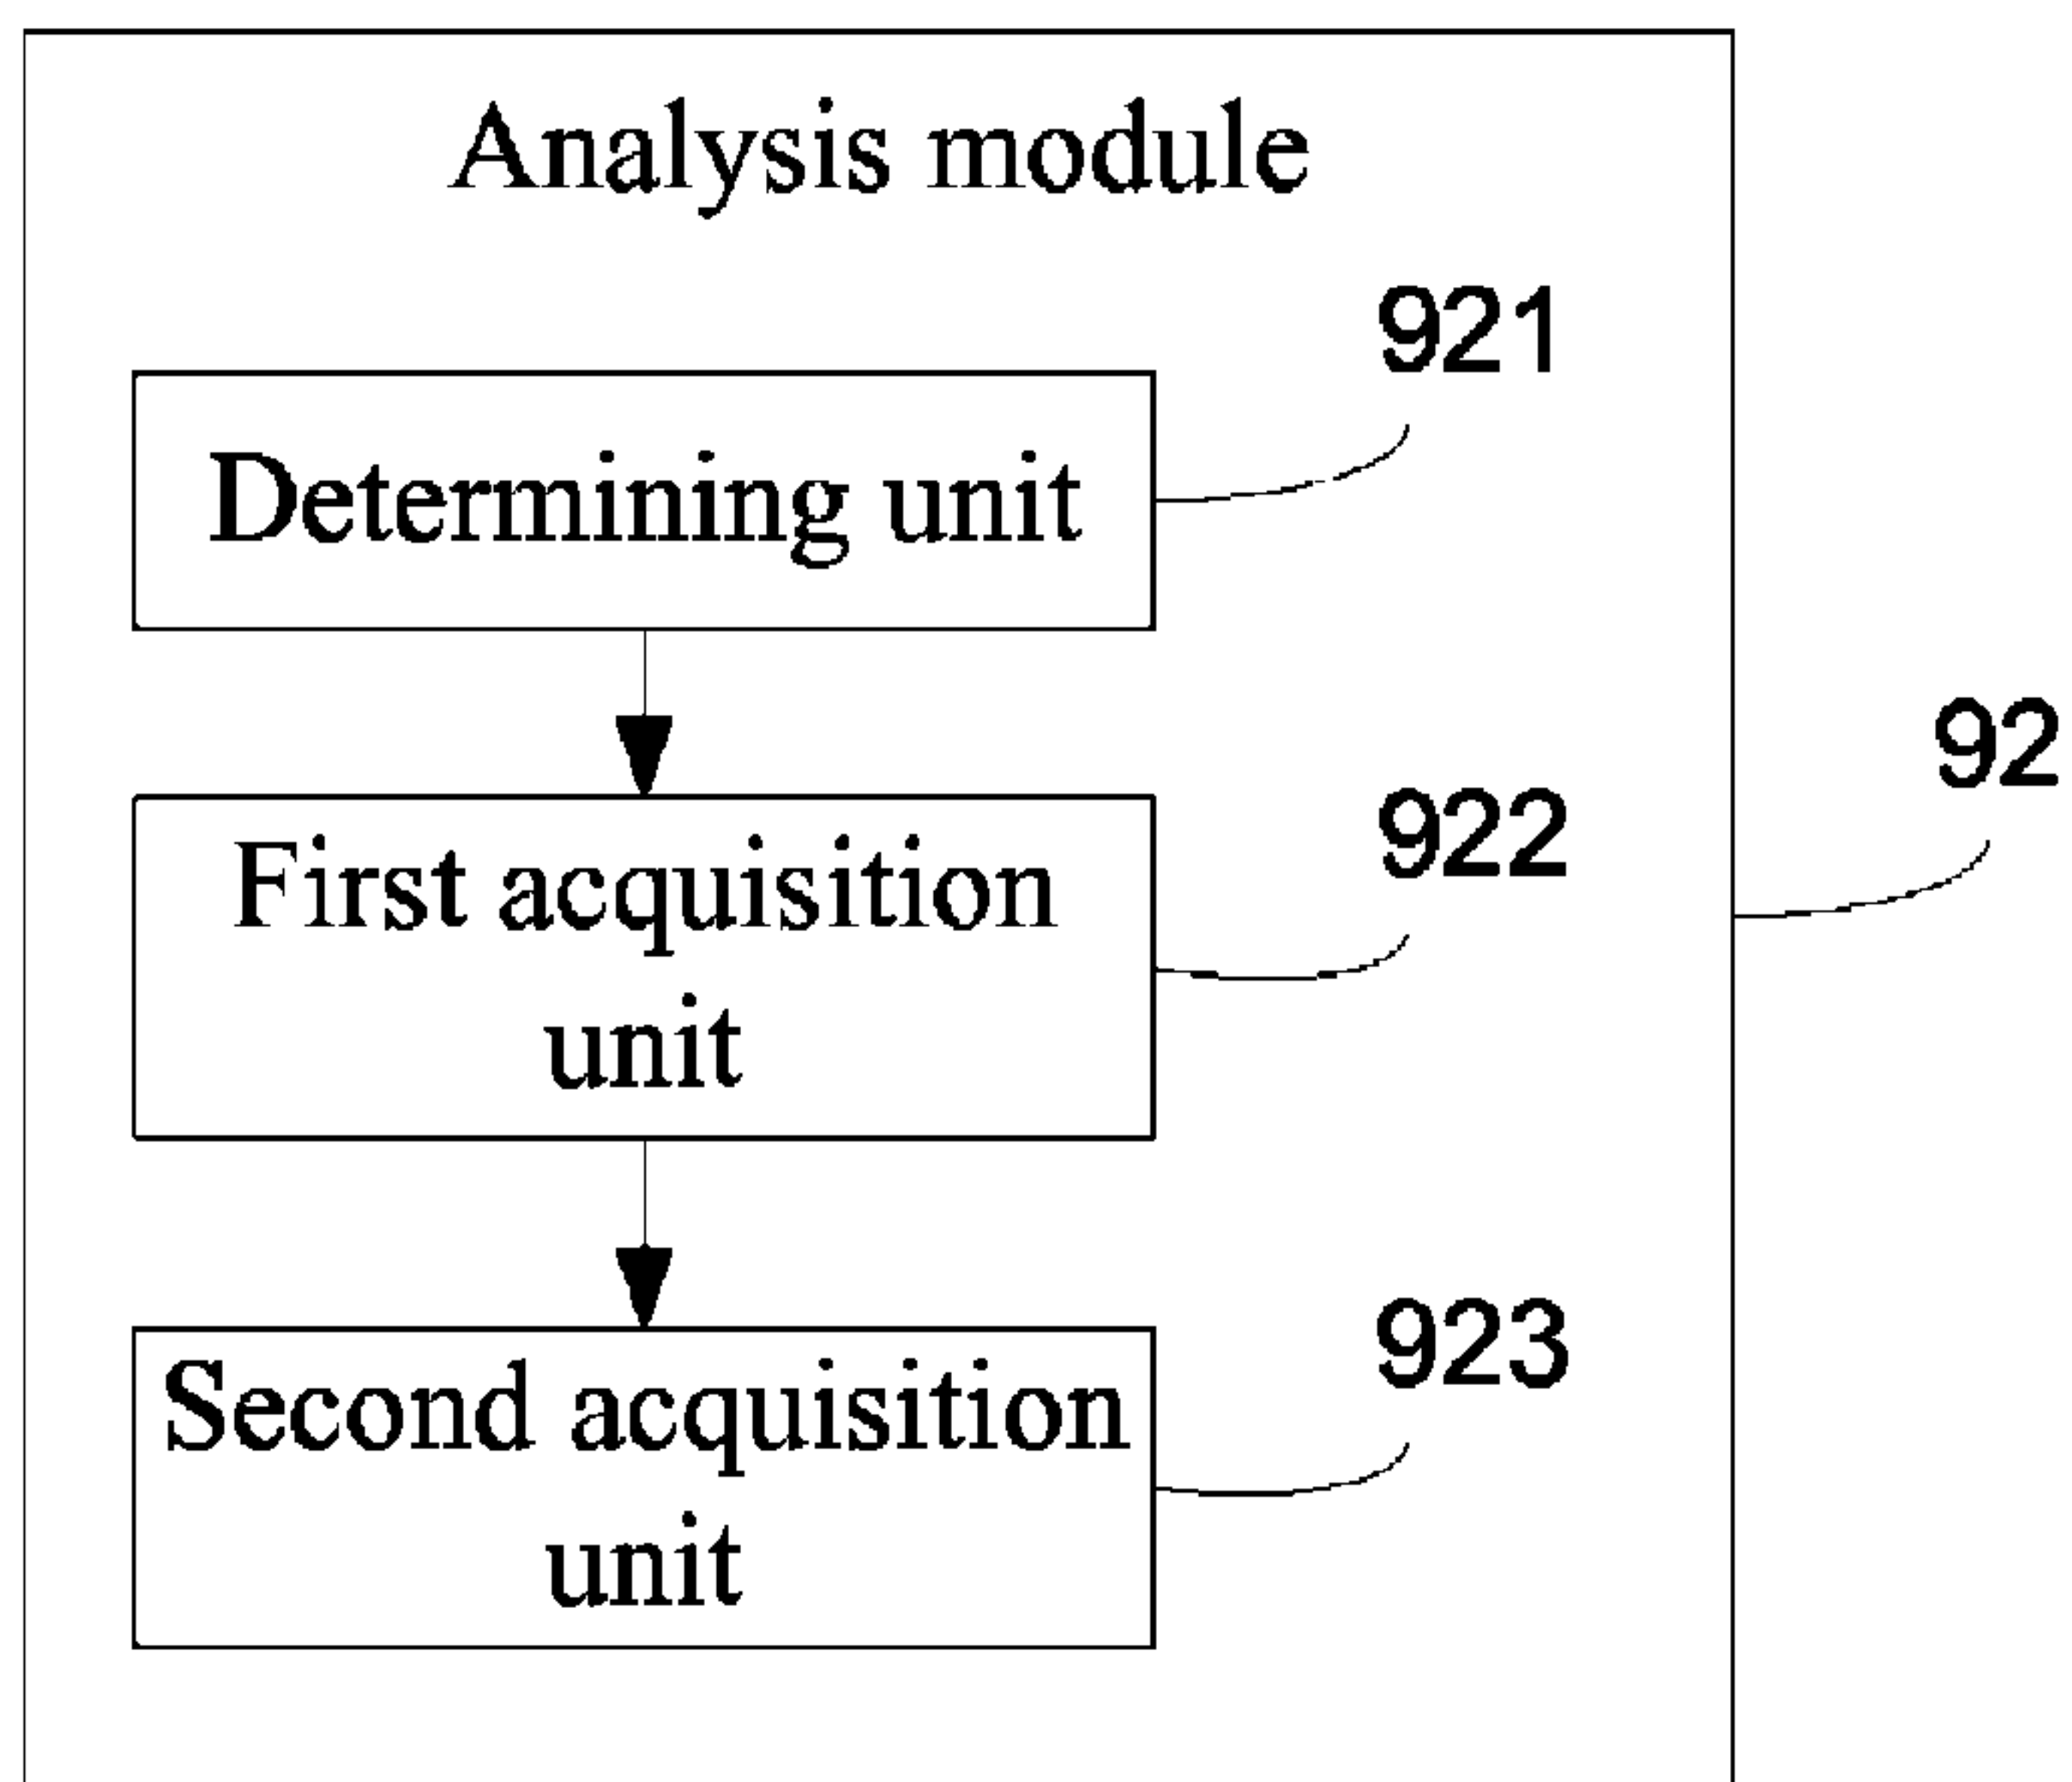 Analysis module
921
Determining unit
92
922
First acquisition
unit
923
Second acquisition
unit